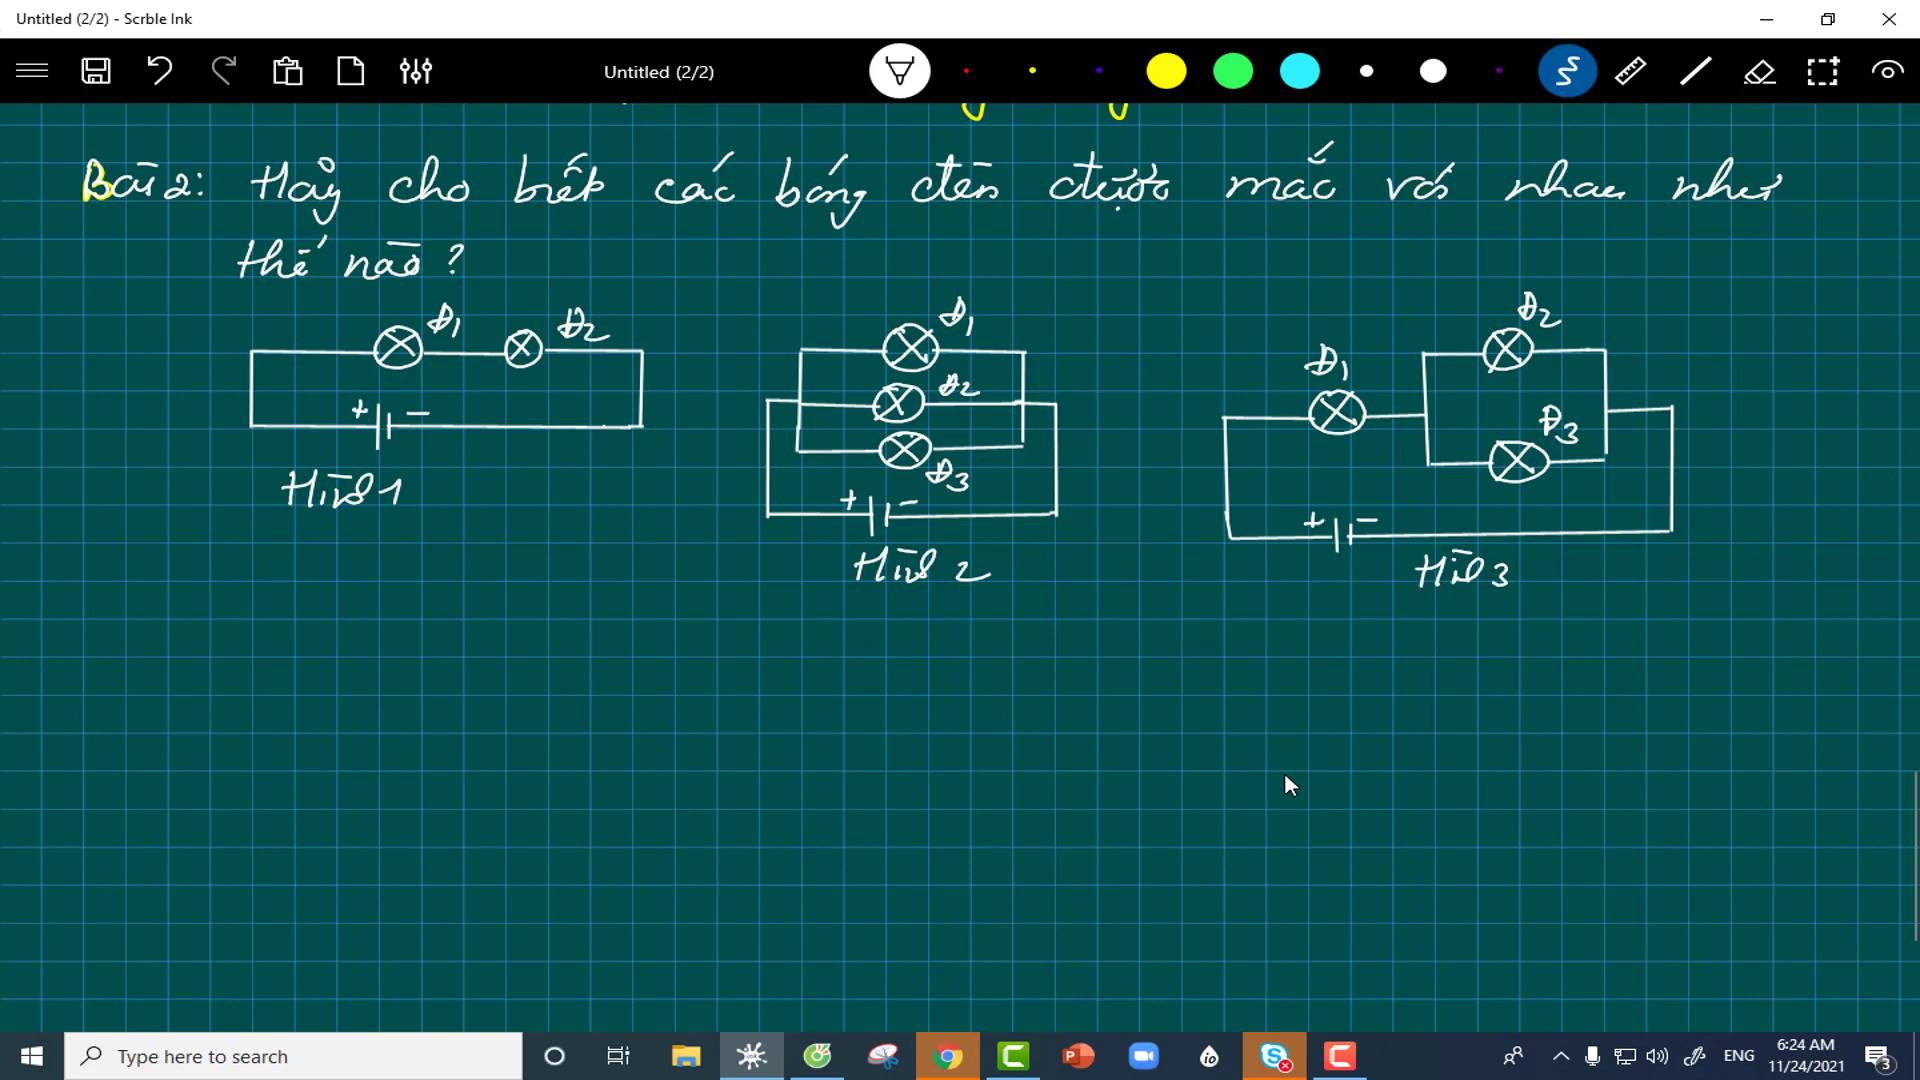 Untitled (2/2) - Scrble Ink
Untitled (2/2)
Bài 2: Hãy cho biết các bóng đèn được mắc với nhau như
thế nào?
Đ1 Đ2
+ -
Hình 1
Đ1
Đ2
Đ3
+ -
Hình 2
Đ2
Đ1
Đ3
+ -
Hình 3
Type here to search
ENG
6:24 AM
11/24/2021
3